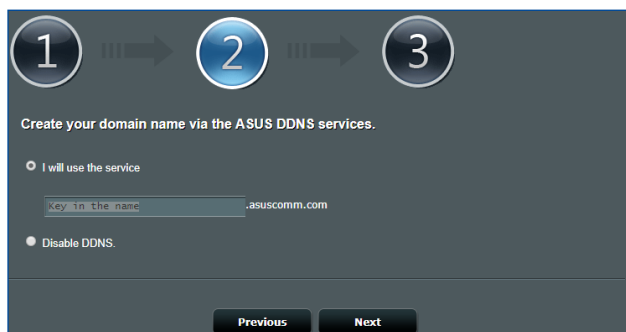 1 2 3
Create your domain name via the ASUS DDNS services.
I will use the service
Key in the name .asuscomm.com
Disable DDNS.
Previous Next